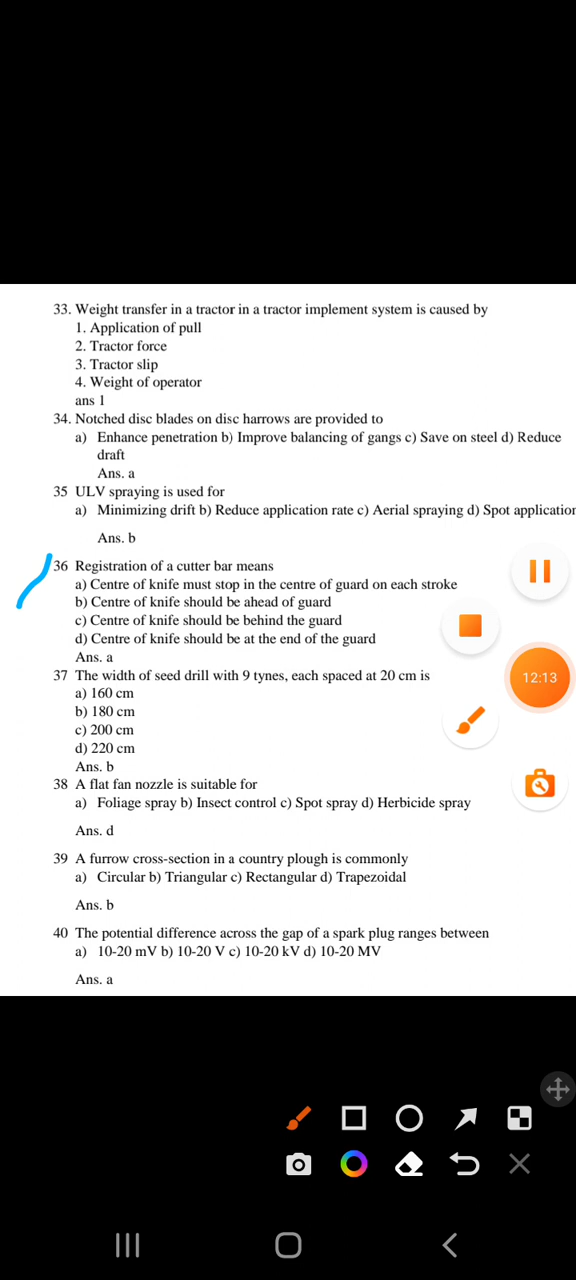 33. Weight transfer in a tractor in a tractor implement system is caused by
1. Application of pull
2. Tractor force
3. Tractor slip
4. Weight of operator
ans 1
34. Notched disc blades on disc harrows are provided to
a) Enhance penetration b) Improve balancing of gangs c) Save on steel d) Reduce
draft
Ans. a
35 ULV spraying is used for
a) Minimizing drift b) Reduce application rate c) Aerial spraying d) Spot application
Ans. b
36 Registration of a cutter bar means
a) Centre of knife must stop in the centre of guard on each stroke
b) Centre of knife should be ahead of guard
c) Centre of knife should be behind the guard
d) Centre of knife should be at the end of the guard
Ans. a
37 The width of seed drill with 9 tynes, each spaced at 20 cm is
a) 160 cm
b) 180 cm
c) 200 cm
d) 220 cm
Ans. b
12:13
38 A flat fan nozzle is suitable for
a) Foliage spray b) Insect control c) Spot spray d) Herbicide spray
Ans. d
39 A furrow cross-section in a country plough is commonly
a) Circular b) Triangular c) Rectangular d) Trapezoidal
Ans. b
40 The potential difference across the gap of a spark plug ranges between
a) 10-20 mV b) 10-20 V c) 10-20 kV d) 10-20 MV
Ans. a